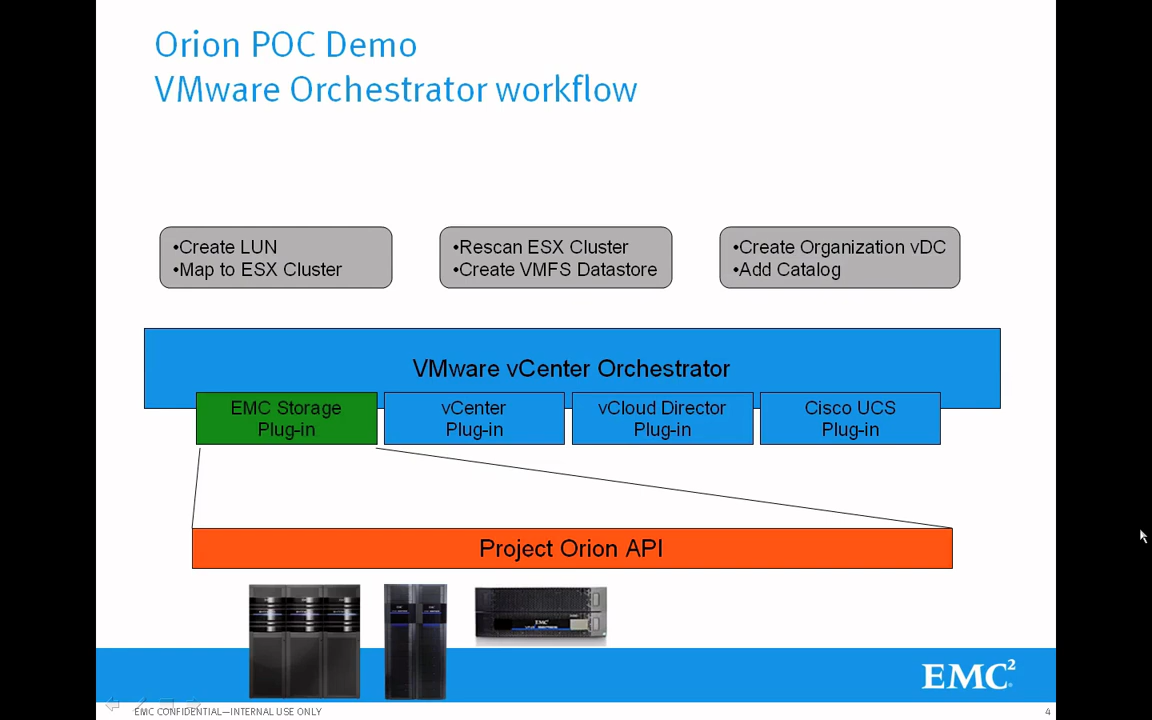 Orion POC Demo
VMware Orchestrator workflow
•Create LUN
•Map to ESX Cluster
•Rescan ESX Cluster
•Create VMFS Datastore
•Create Organization vDC
•Add Catalog
VMware vCenter Orchestrator
EMC Storage
Plug-in
vCenter
Plug-in
vCloud Director
Plug-in
Cisco UCS
Plug-in
Project Orion API
EMC²
EMC²
EMC CONFIDENTIAL—INTERNAL USE ONLY
4